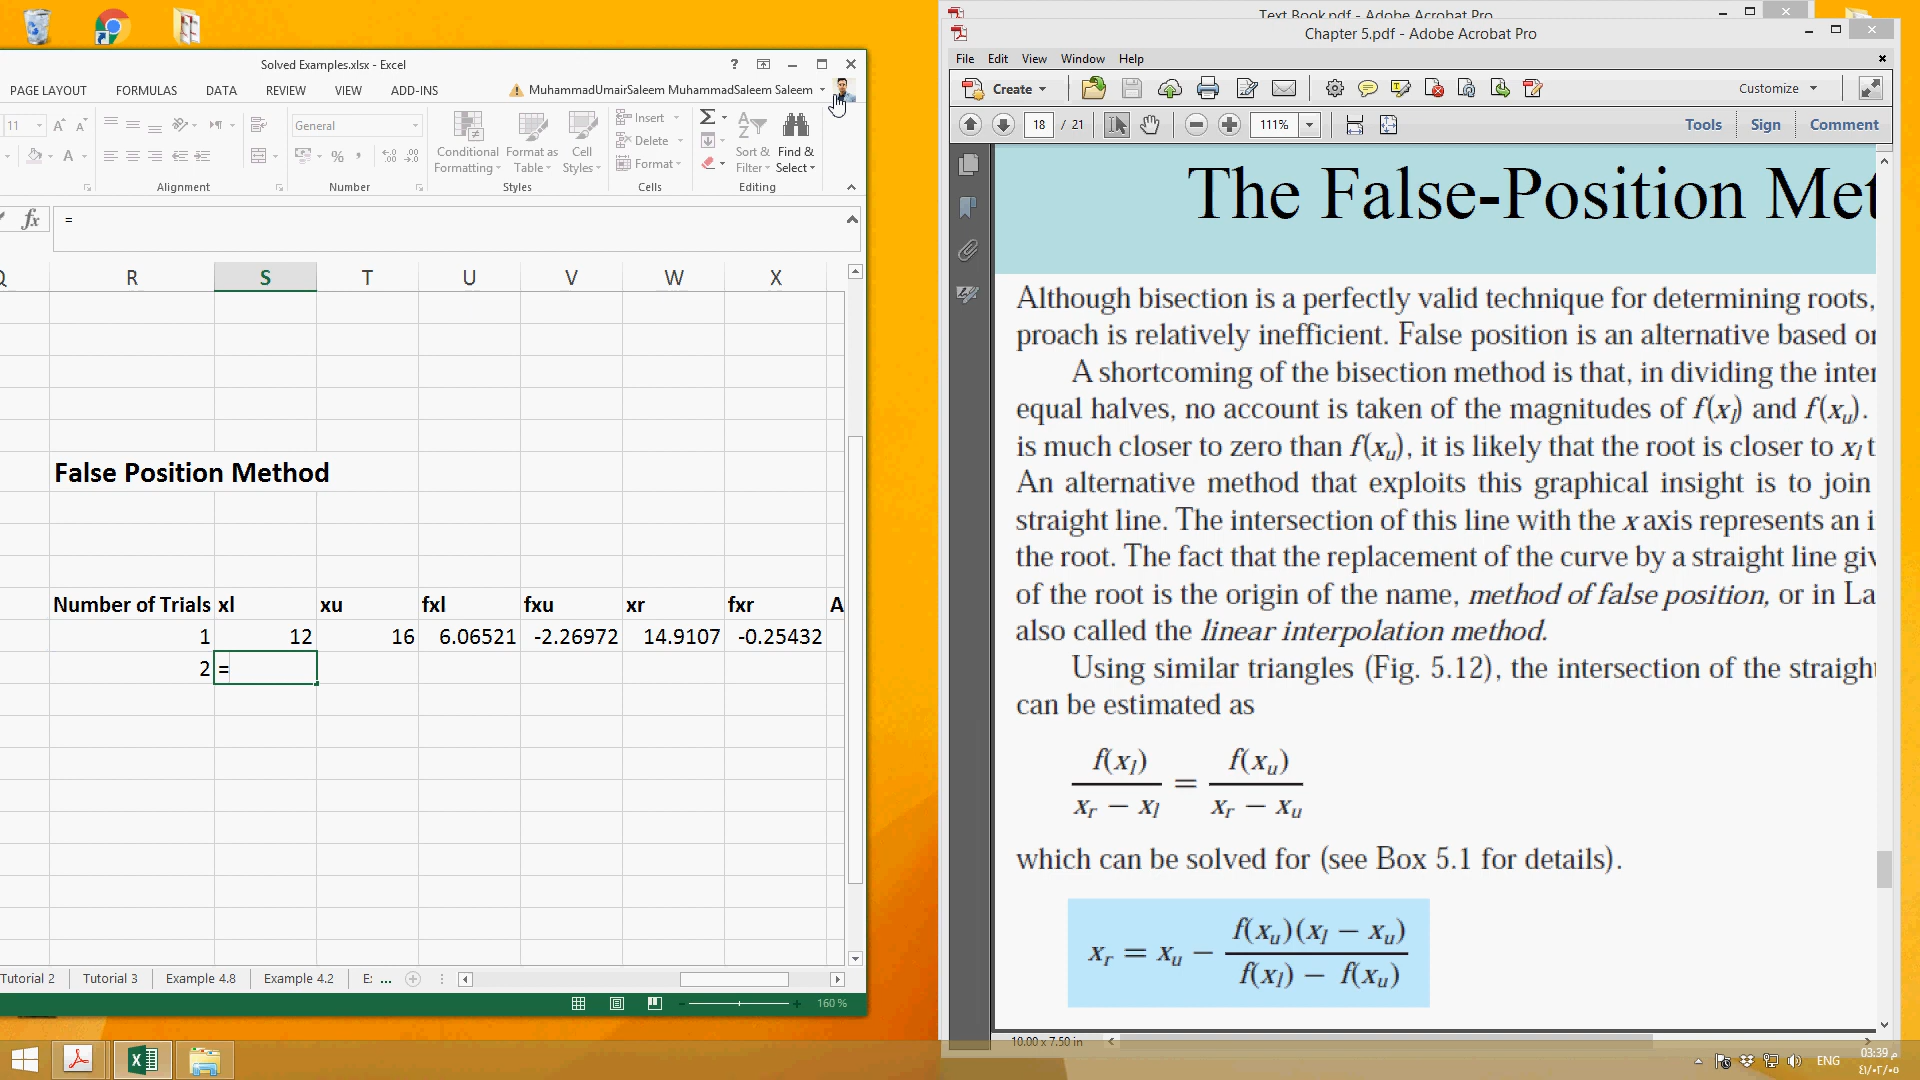 Solved Examples.xlsx - Excel
?
PAGE LAYOUT FORMULAS DATA REVIEW VIEW ADD-INS
MuhammadUmairSaleem MuhammadSaleem Saleem
11 A A
General
Insert
Delete
Format
Conditional Formatting
Format as Table
Cell Styles
Sort & Filter
Find & Select
A %
Alignment Number Styles Cells Editing
fx =
Q R S T U V W X
False Position Method
Number of Trials xl xu fxl fxu xr fxr A
1 12 16 6.06521 -2.26972 14.9107 -0.25432
2 =
Tutorial 2 Tutorial 3 Example 4.8 Example 4.2 E: ...
160 %
Text Book.pdf - Adobe Acrobat Pro
Chapter 5.pdf - Adobe Acrobat Pro
File Edit View Window Help
Create
Customize
18 / 21
111%
Tools Sign Comment
The False-Position Met
Although bisection is a perfectly valid technique for determining roots,
proach is relatively inefficient. False position is an alternative based or
A shortcoming of the bisection method is that, in dividing the inter
equal halves, no account is taken of the magnitudes of f(xl) and f(xu).
is much closer to zero than f(xu), it is likely that the root is closer to xl t
An alternative method that exploits this graphical insight is to join
straight line. The intersection of this line with the x axis represents an i
the root. The fact that the replacement of the curve by a straight line giv
of the root is the origin of the name, method of false position, or in La
also called the linear interpolation method.
Using similar triangles (Fig. 5.12), the intersection of the straigh
can be estimated as
f(xl) / (xr − xl) = f(xu) / (xr − xu)
which can be solved for (see Box 5.1 for details).
xr = xu − f(xu)(xl − xu) / (f(xl) − f(xu))
10.00 x 7.50 in
ENG
03:39 م
٤١/٠٢/٠٥